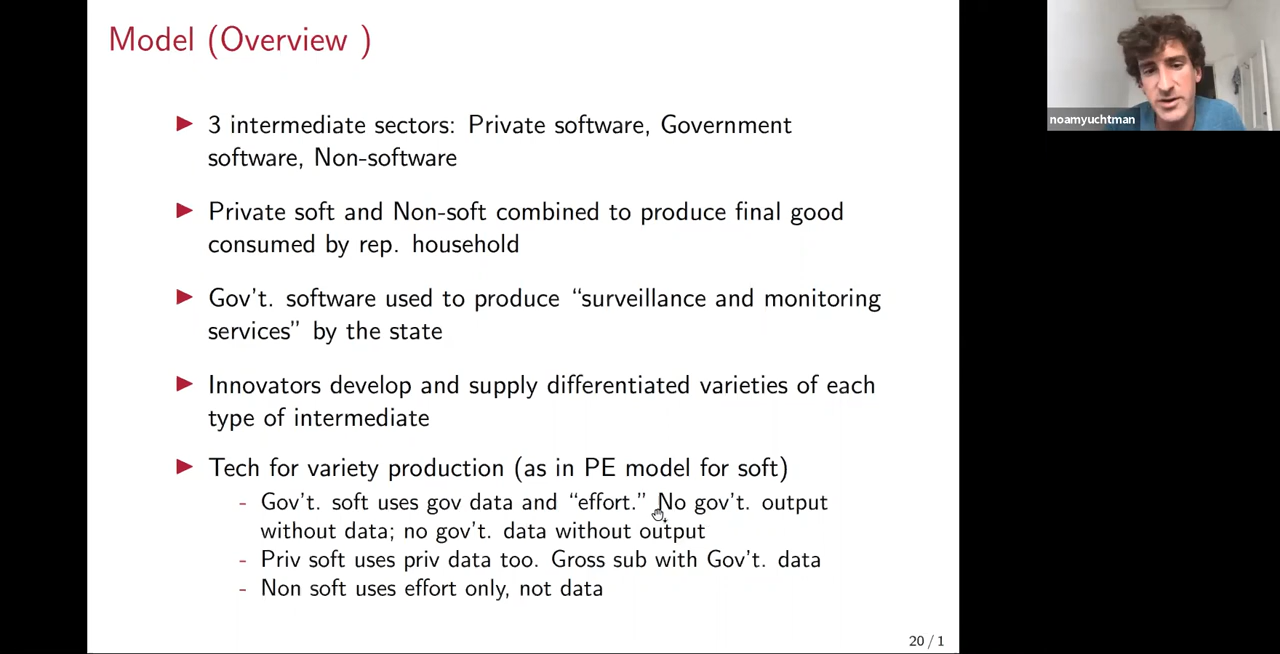 Model (Overview )
3 intermediate sectors: Private software, Government
software, Non-software
Private soft and Non-soft combined to produce final good
consumed by rep. household
Gov't. software used to produce “surveillance and monitoring
services” by the state
Innovators develop and supply differentiated varieties of each
type of intermediate
Tech for variety production (as in PE model for soft)
- Gov't. soft uses gov data and “effort.” No gov't. output
without data; no gov't. data without output
- Priv soft uses priv data too. Gross sub with Gov't. data
- Non soft uses effort only, not data
20 / 1
noamyuchtman